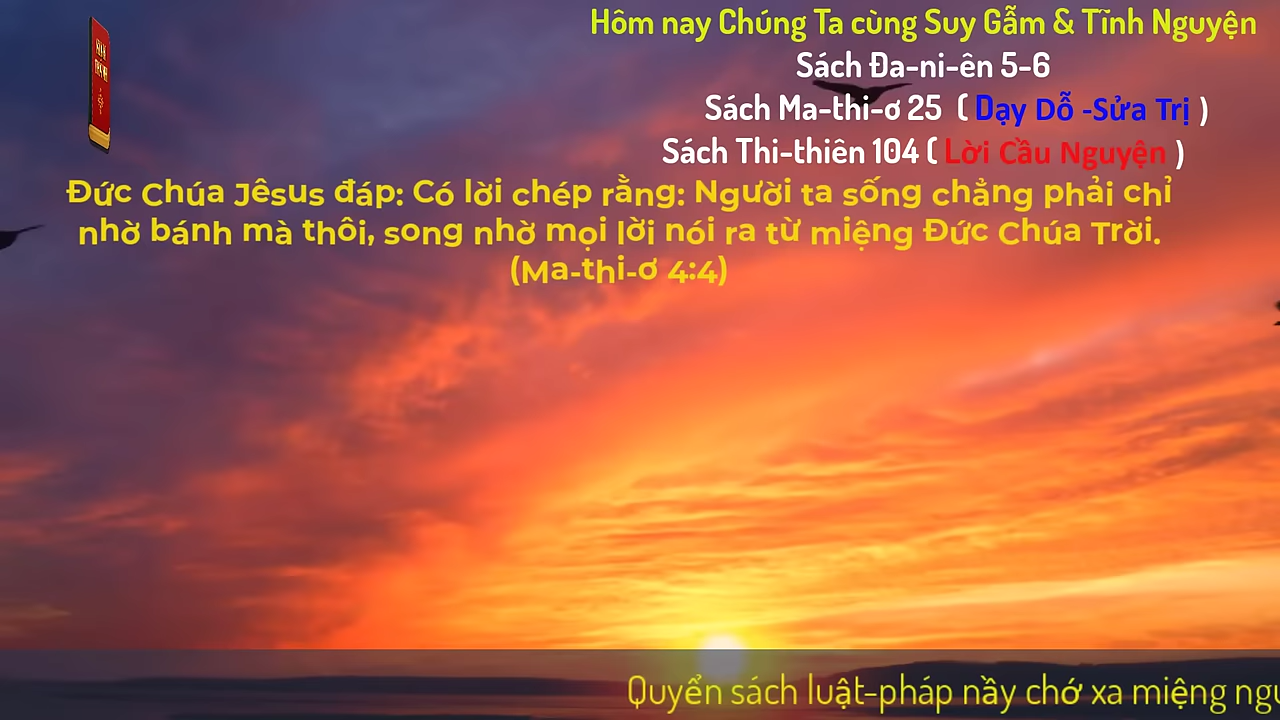 Hôm nay Chúng Ta cùng Suy Gẫm & Tĩnh Nguyện
Sách Đa-ni-ên 5-6
Sách Ma-thi-ơ 25 ( Dạy Dỗ -Sửa Trị )
Sách Thi-thiên 104 ( Lời Cầu Nguyện )
Đức Chúa Jêsus đáp: Có lời chép rằng: Người ta sống chẳng phải chỉ
nhờ bánh mà thôi, song nhờ mọi lời nói ra từ miệng Đức Chúa Trời.
(Ma-thi-ơ 4:4)
Quyển sách luật-pháp nầy chớ xa miệng